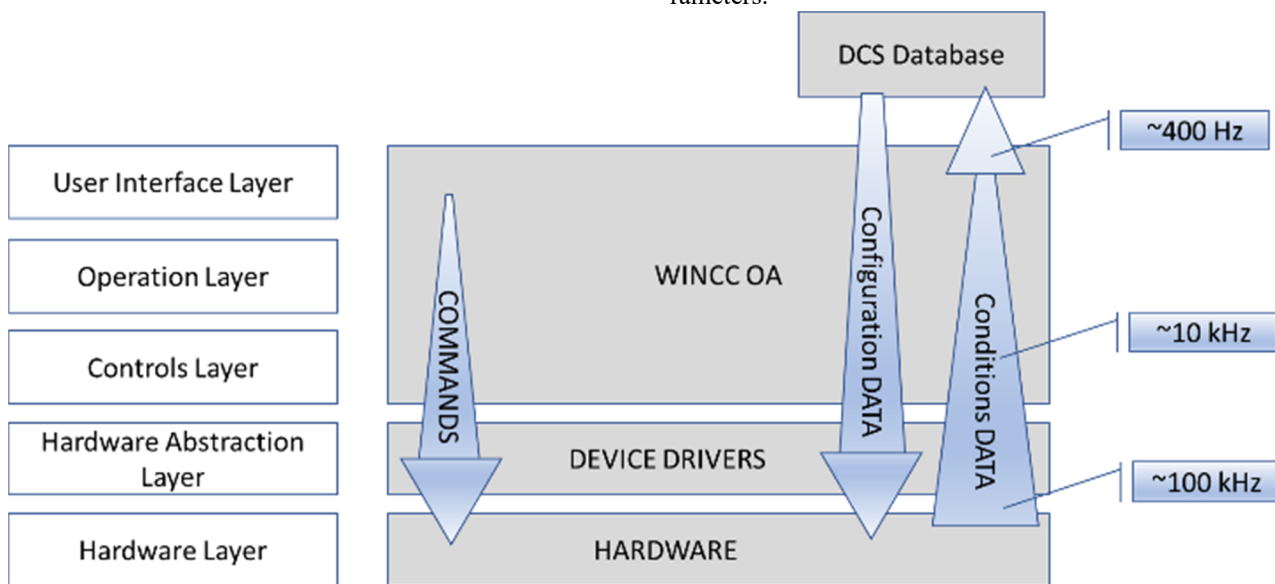 rameters.
DCS Database
~400 Hz
User Interface Layer
Operation Layer
WINCC OA
Controls Layer
COMMANDS
Configuration DATA
Conditions DATA
~10 kHz
Hardware Abstraction
Layer
DEVICE DRIVERS
~100 kHz
Hardware Layer
HARDWARE